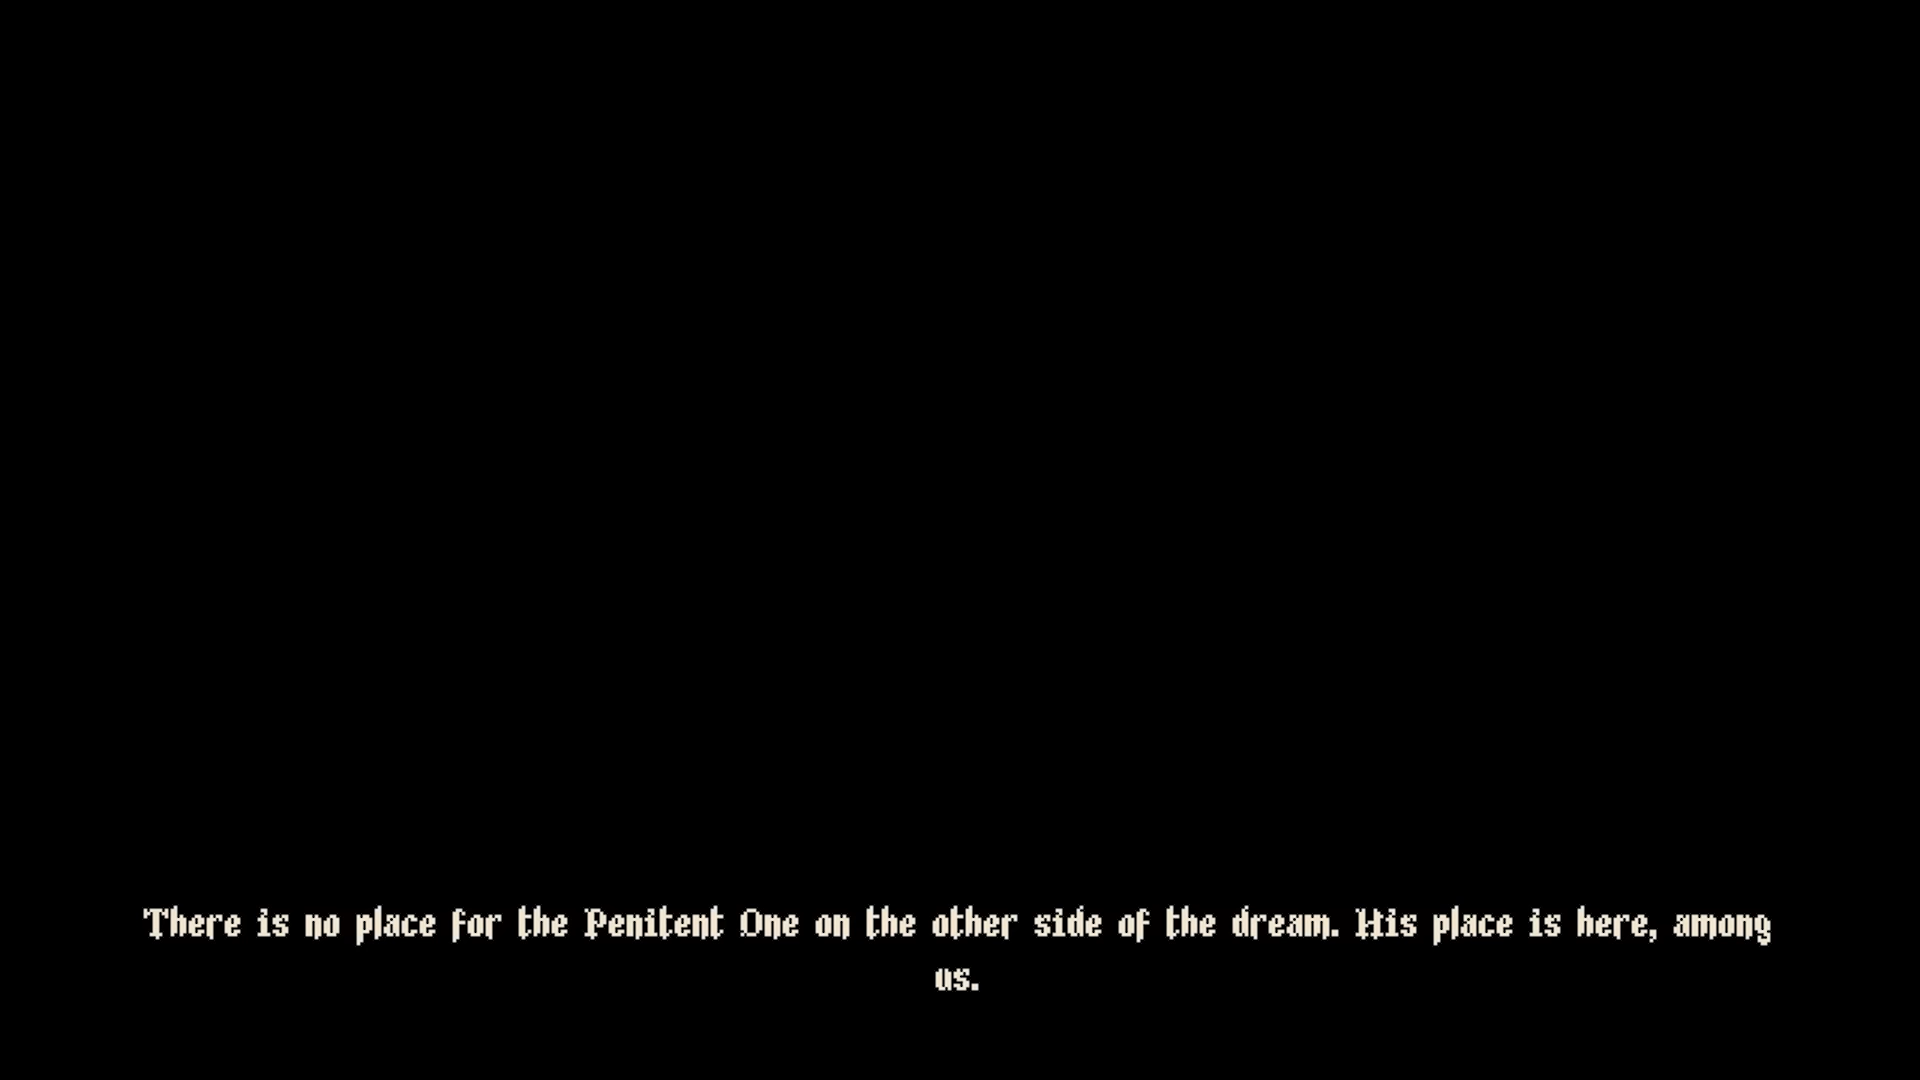 There is no place for the Penitent One on the other side of the dream. His place is here, among
us.